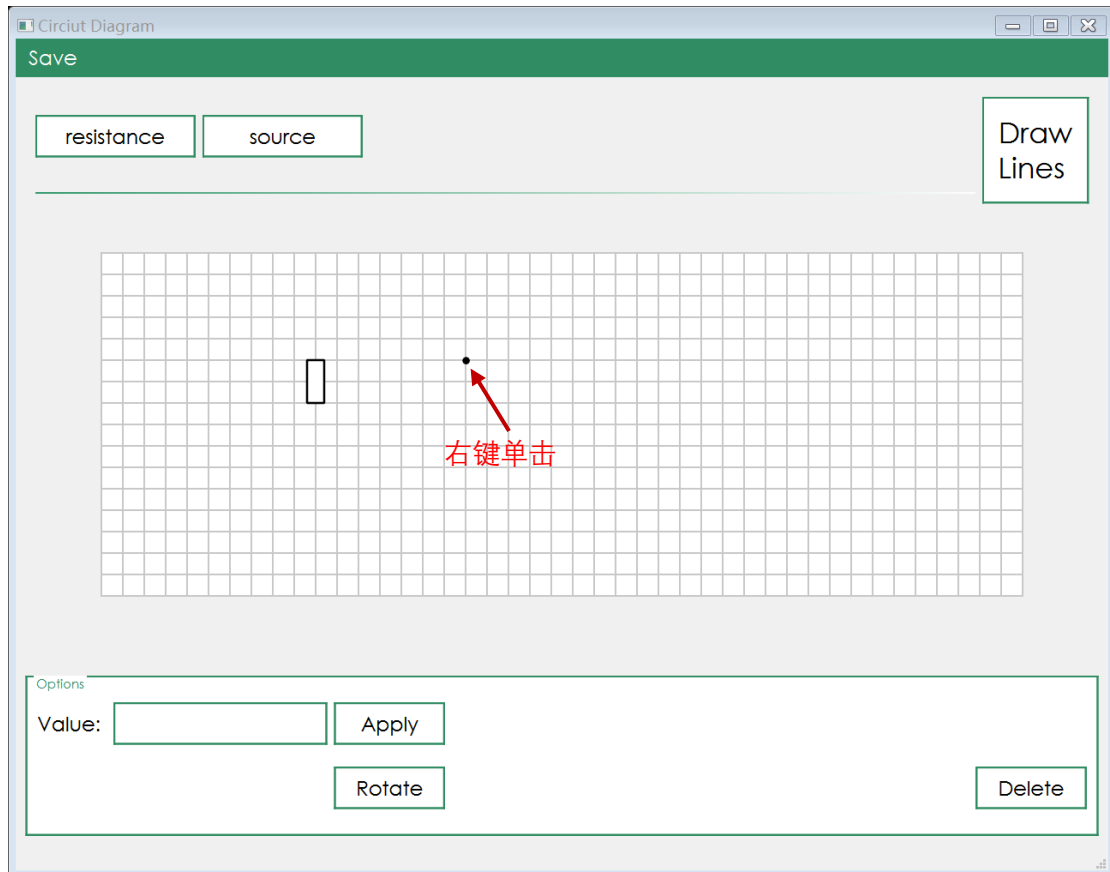 Circiut Diagram
Save
resistance
source
Draw
Lines
右键单击
Options
Value:
Apply
Rotate
Delete